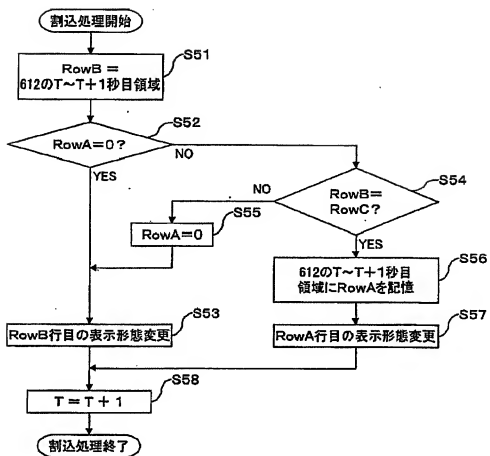 割込処理開始
S51
RowB=
612のT~T+1秒目領域
S52
RowA=0?
NO
YES
S54
RowB=
RowC?
NO
YES
S55
RowA=0
S56
612のT~T+1秒目
領域にRowAを記憶
S53
RowB行目の表示形態変更
S57
RowA行目の表示形態変更
S58
T=T+1
割込処理終了